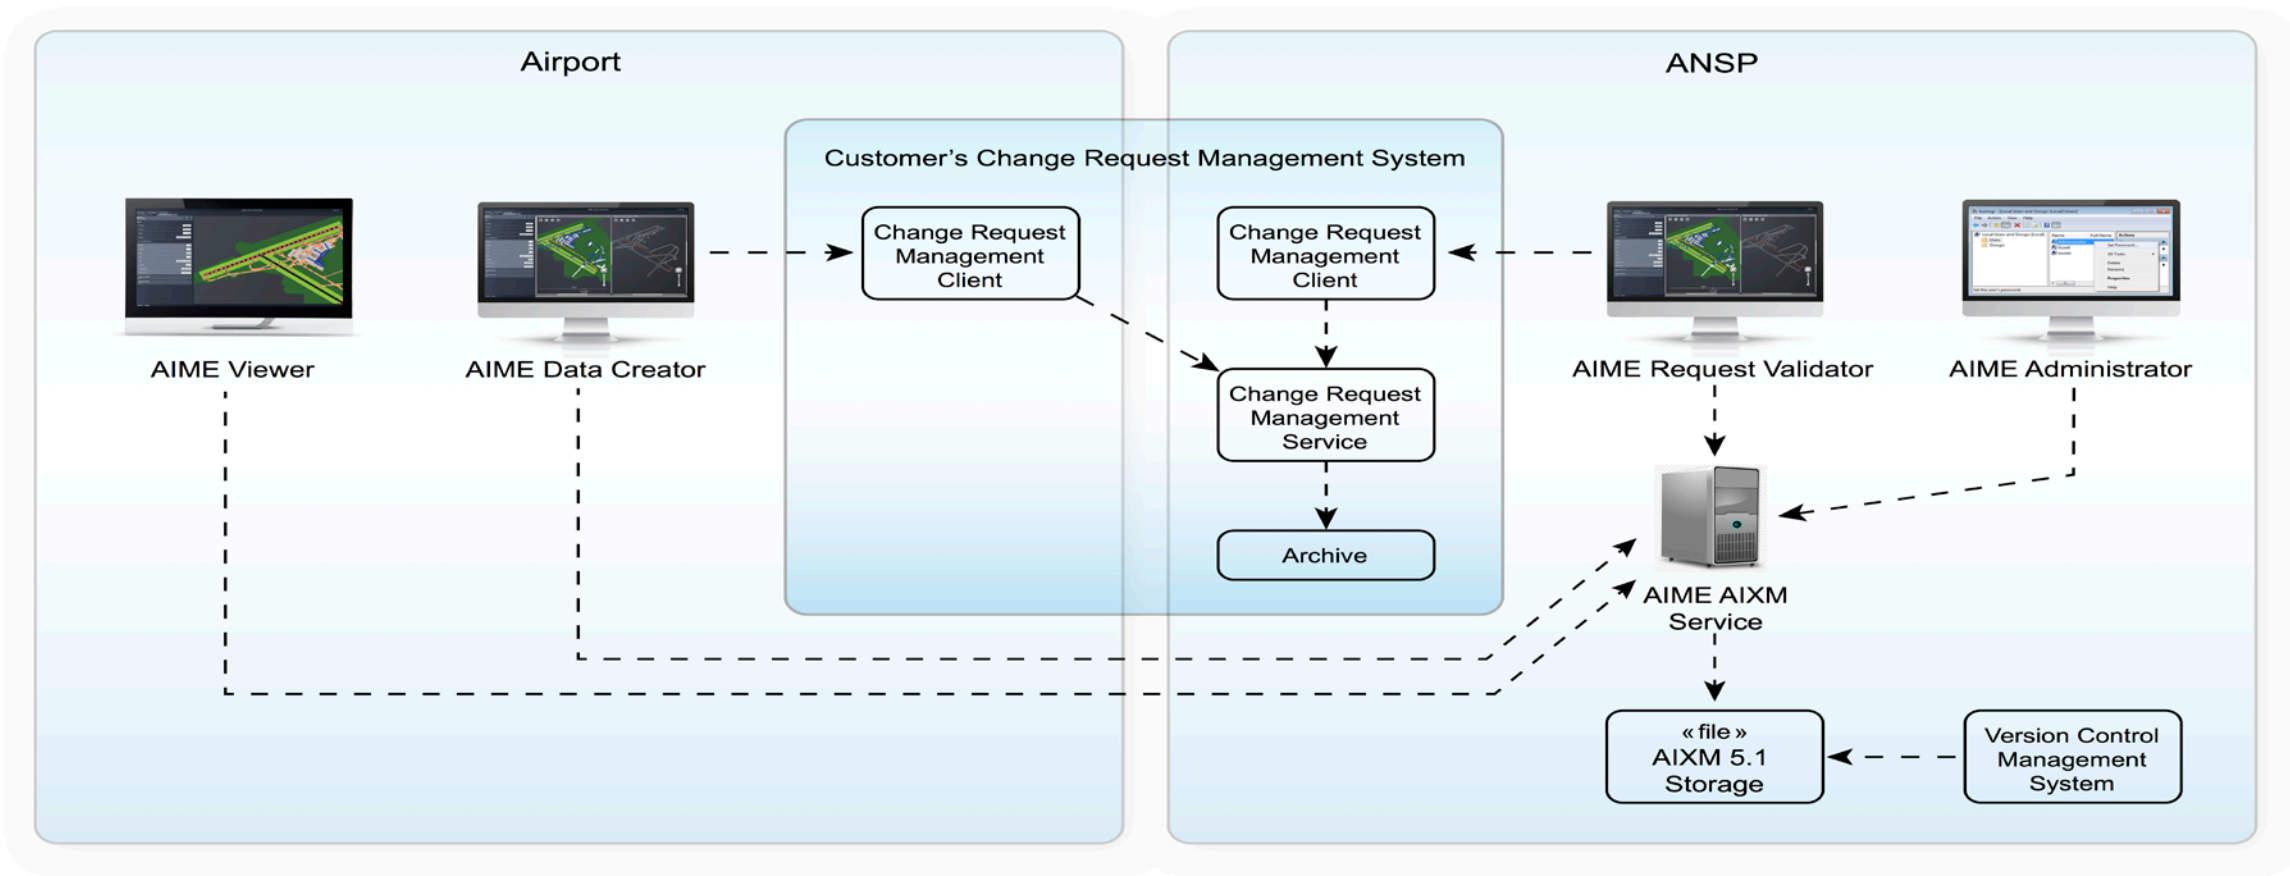 Airport
ANSP
Customer's Change Request Management System
Change Request
Management
Client
Change Request
Management
Client
AIME Viewer
AIME Data Creator
AIME Request Validator
AIME Administrator
Change Request
Management
Service
Archive
AIME AIXM
Service
«file»
AIXM 5.1
Storage
Version Control
Management
System